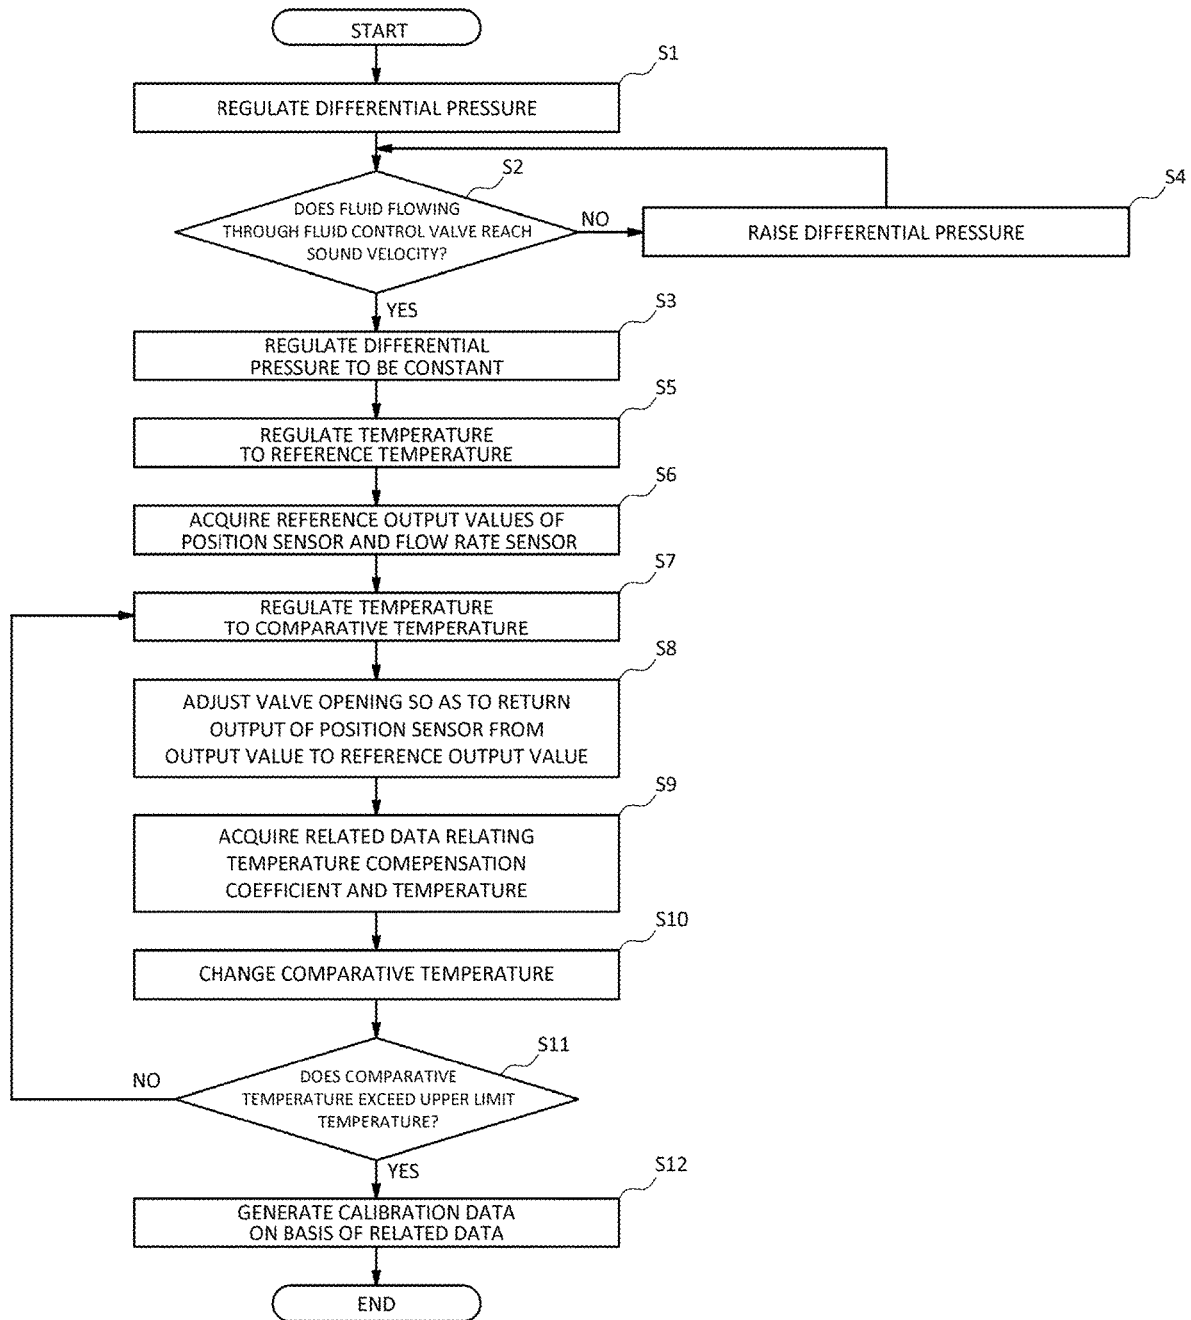 START
S1
REGULATE DIFFERENTIAL PRESSURE
S2
DOES FLUID FLOWING
THROUGH FLUID CONTROL VALVE REACH
SOUND VELOCITY?
NO
S4
RAISE DIFFERENTIAL PRESSURE
YES
S3
REGULATE DIFFERENTIAL
PRESSURE TO BE CONSTANT
S5
REGULATE TEMPERATURE
TO REFERENCE TEMPERATURE
S6
ACQUIRE REFERENCE OUTPUT VALUES OF
POSITION SENSOR AND FLOW RATE SENSOR
S7
REGULATE TEMPERATURE
TO COMPARATIVE TEMPERATURE
S8
ADJUST VALVE OPENING SO AS TO RETURN
OUTPUT OF POSITION SENSOR FROM
OUTPUT VALUE TO REFERENCE OUTPUT VALUE
S9
ACQUIRE RELATED DATA RELATING
TEMPERATURE COMEPENSATION
COEFFICIENT AND TEMPERATURE
S10
CHANGE COMPARATIVE TEMPERATURE
S11
DOES COMPARATIVE
TEMPERATURE EXCEED UPPER LIMIT
TEMPERATURE?
NO
YES
S12
GENERATE CALIBRATION DATA
ON BASIS OF RELATED DATA
END